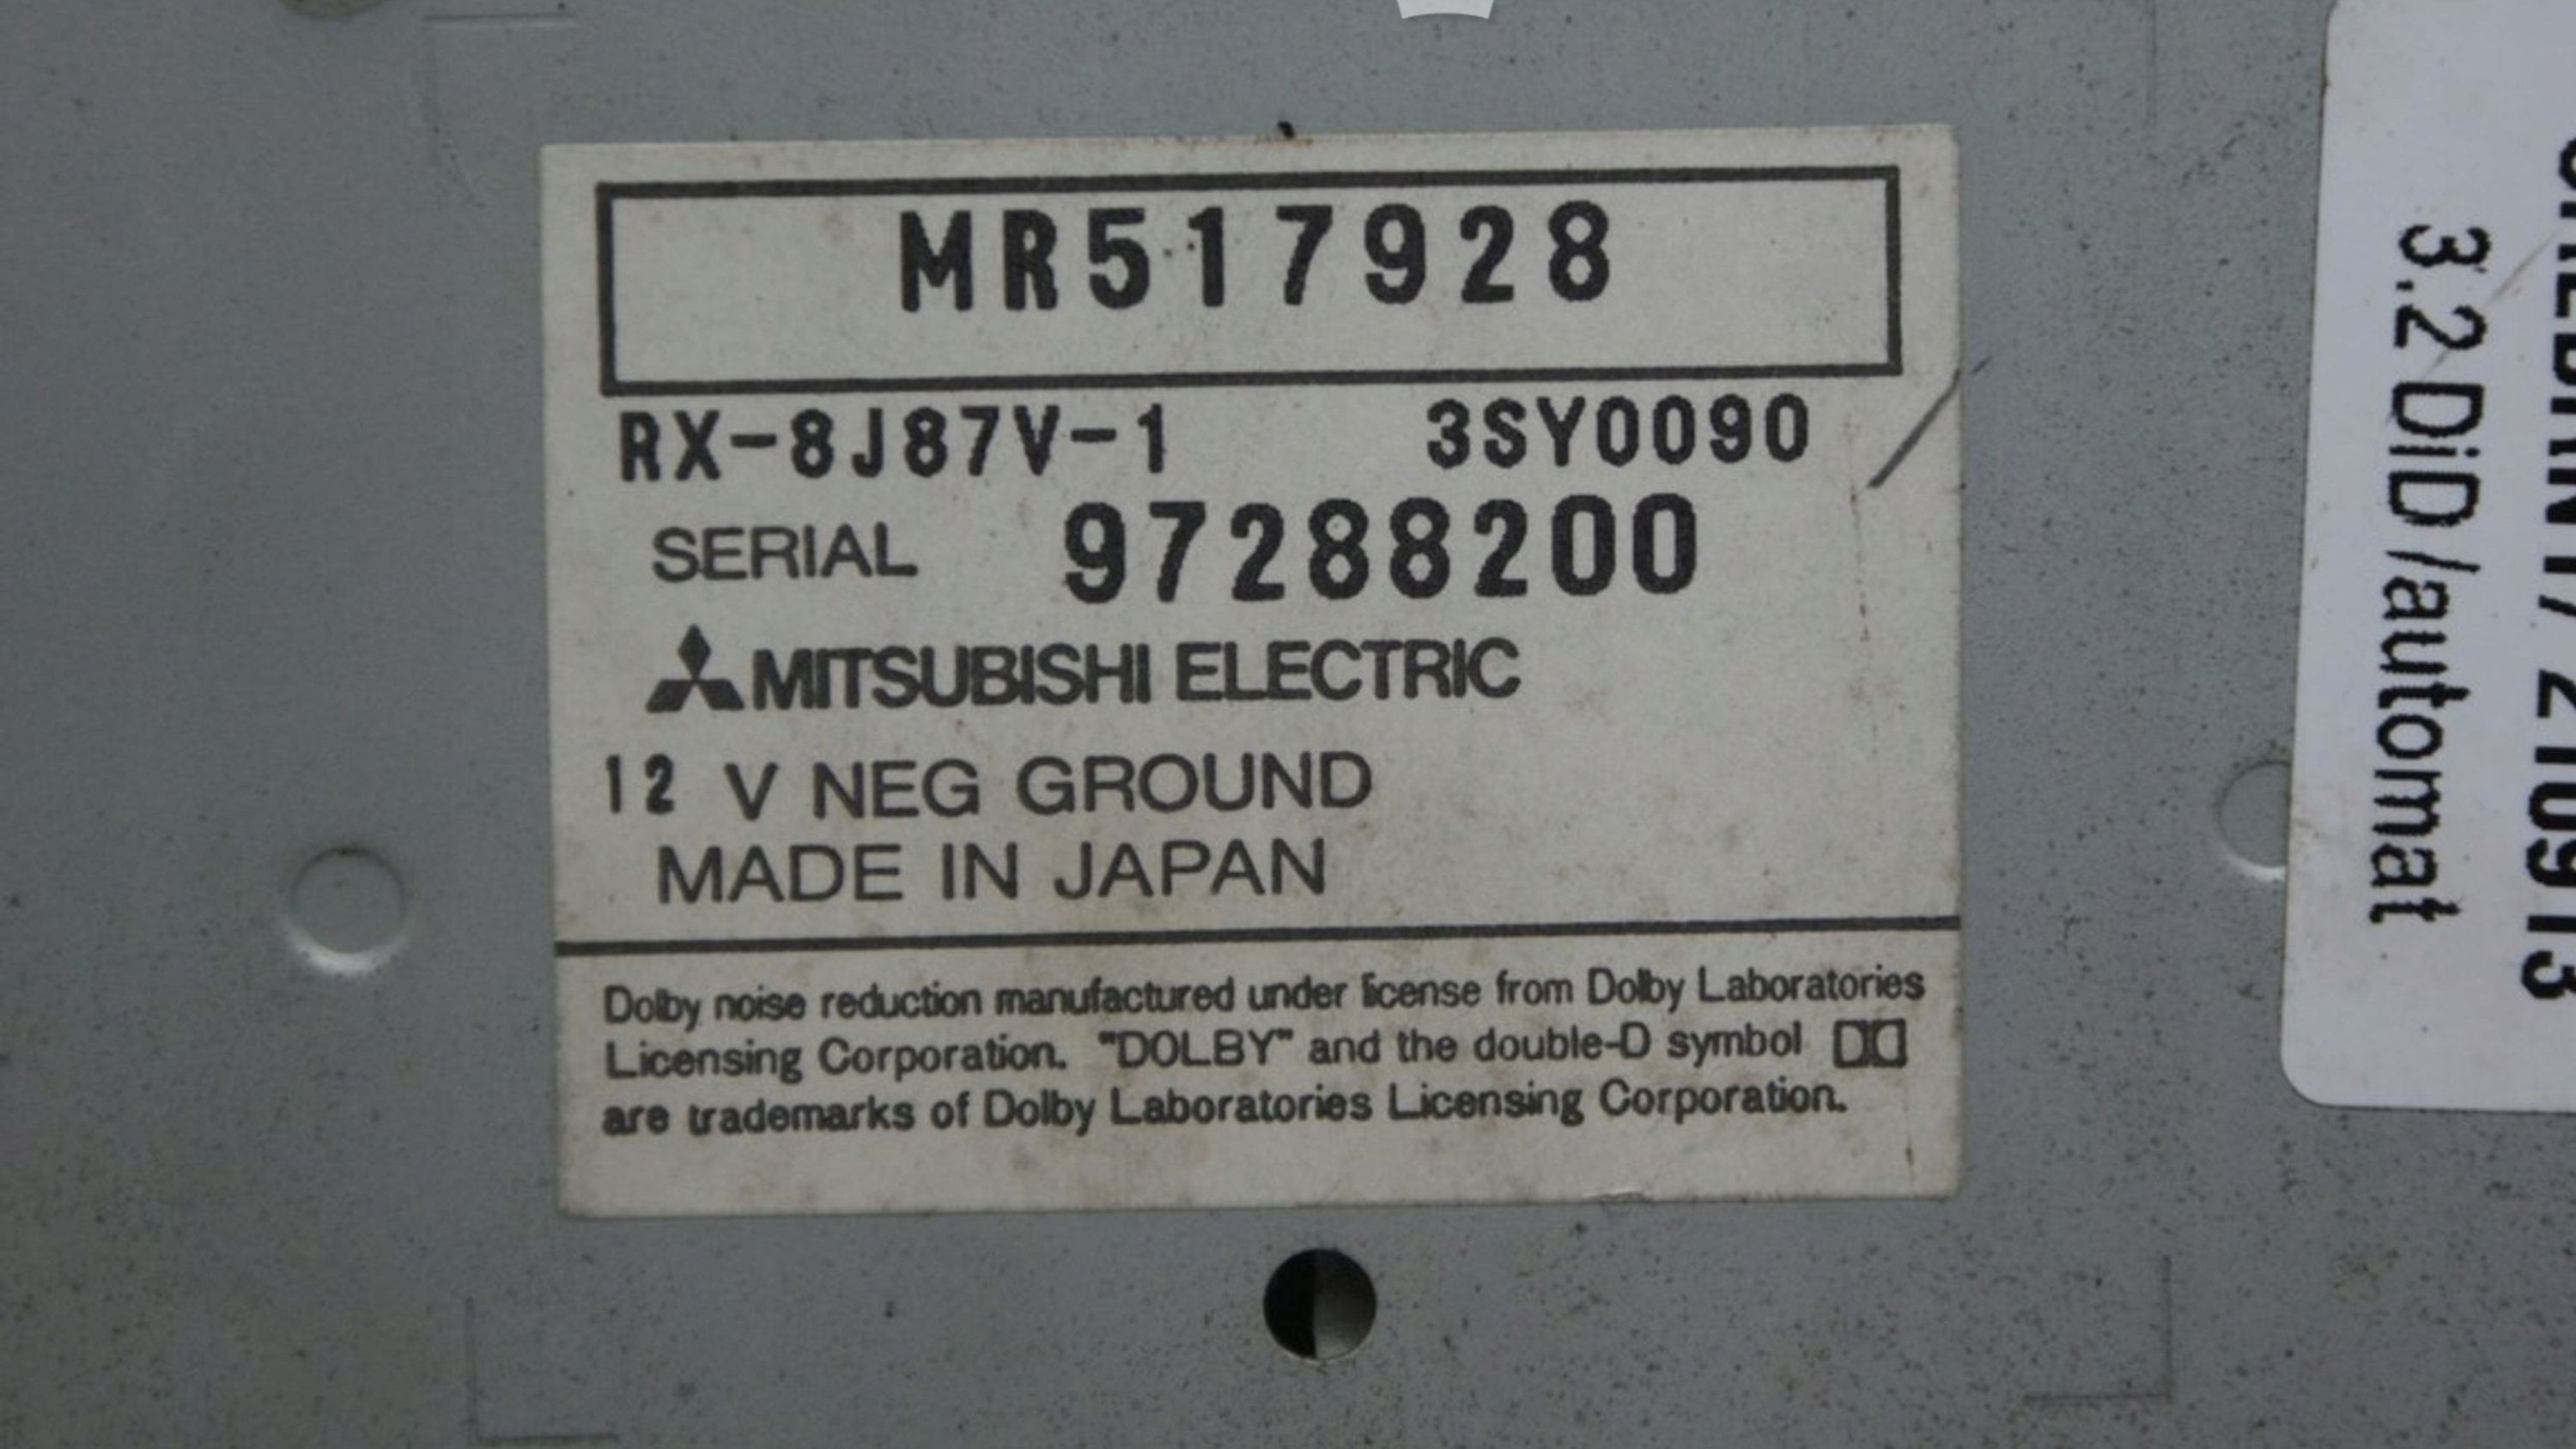 MR517928
RX-8J87V-1 3SY0090
SERIAL 97288200
MITSUBISHI ELECTRIC
12 V NEG GROUND
MADE IN JAPAN
Dolby noise reduction manufactured under license from Dolby Laboratories
Licensing Corporation. "DOLBY" and the double-D symbol
are trademarks of Dolby Laboratories Licensing Corporation.
3.2 DiD /automat